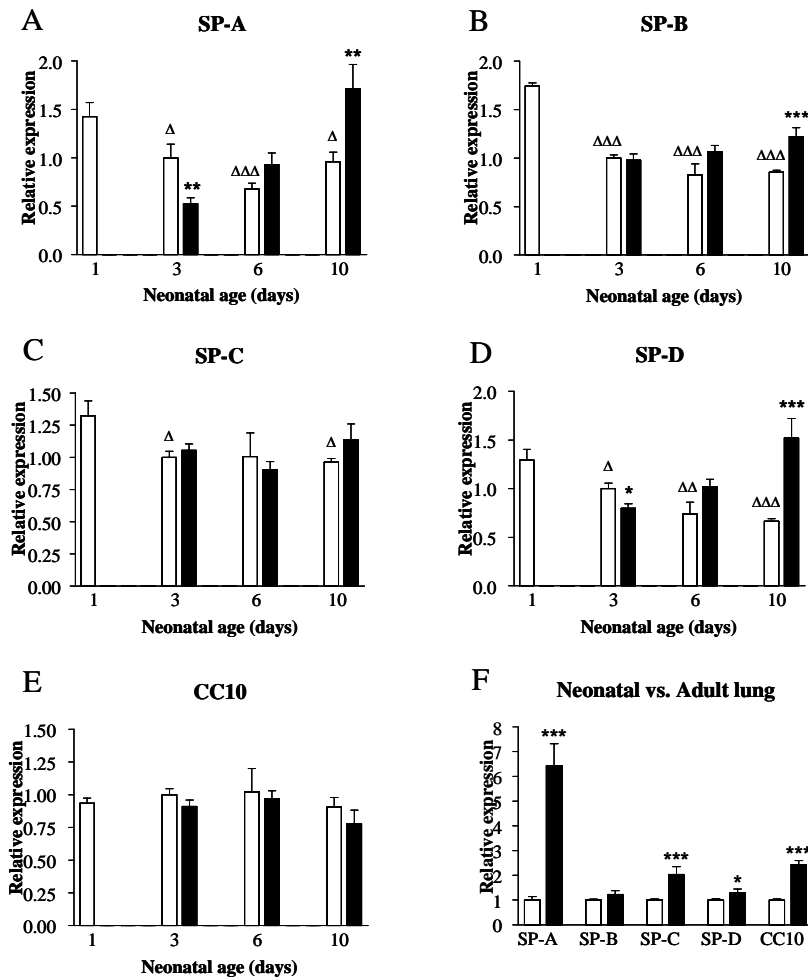 A
SP-A
Relative expression
2.0
**
1.5
Δ
Δ
1.0
**
ΔΔΔ
0.5
0.0
1 3 6 10
Neonatal age (days)
B
SP-B
Relative expression
2.0
1.5
***
ΔΔΔ
ΔΔΔ
ΔΔΔ
1.0
0.5
0.0
1 3 6 10
Neonatal age (days)
C
SP-C
Relative expression
1.50
1.25
Δ
Δ
1.00
0.75
0.50
0.25
0.00
1 3 6 10
Neonatal age (days)
D
SP-D
Relative expression
2.0
***
1.5
Δ
*
ΔΔ
ΔΔΔ
1.0
0.5
0.0
1 3 6 10
Neonatal age (days)
E
CC10
Relative expression
1.50
1.25
1.00
0.75
0.50
0.25
0.00
1 3 6 10
Neonatal age (days)
F
Neonatal vs. Adult lung
Relative expression
8
***
7
6
5
4
3
***
*
***
2
1
0
SP-A SP-B SP-C SP-D CC10